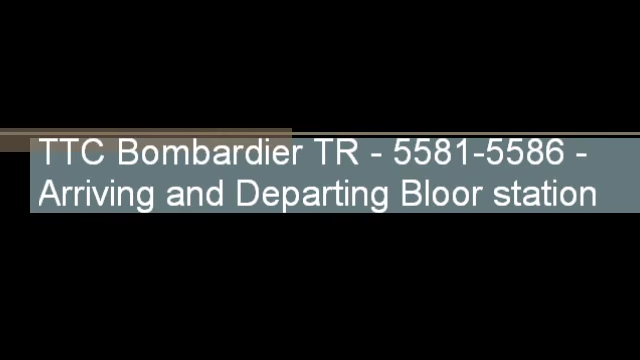 TTC Bombardier TR - 5581-5586 -
Arriving and Departing Bloor station